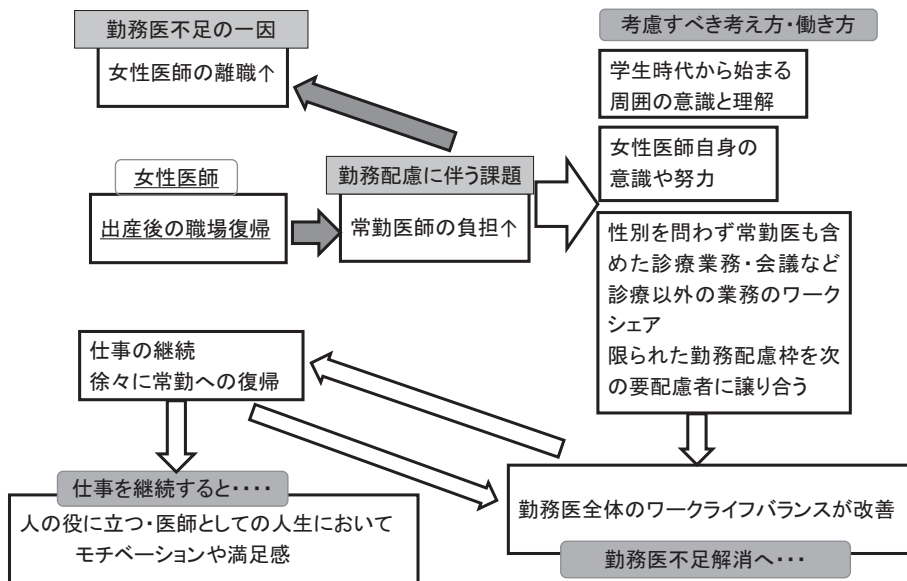 勤務医不足の一因
女性医師の離職↑
考慮すべき考え方・働き方
学生時代から始まる
周囲の意識と理解
女性医師自身の
意識や努力
女性医師
出産後の職場復帰
勤務配慮に伴う課題
常勤医師の負担↑
性別を問わず常勤医も含
めた診療業務・会議など
診療以外の業務のワーク
シェア
限られた勤務配慮枠を次
の要配慮者に譲り合う
仕事の継続
徐々に常勤への復帰
仕事を継続すると・・・・
人の役に立つ・医師としての人生において
モチベーションや満足感
勤務医全体のワークライフバランスが改善
勤務医不足解消へ・・・